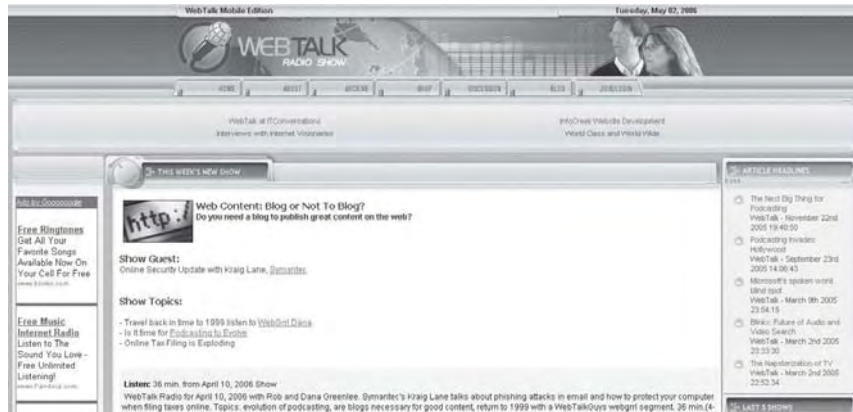 WebTalk Mobile Edition
Tuesday, May 02, 2006
WEBTALK
RADIO SHOW
HOME
ABOUT
ARCHIVE
SHOP
DISCUSSION
BLOG
JOIN/LOGIN
WebTalk at ITConversations
Interviews with Internet Visionaries
InfoCreek Website Development
World Class and World Wide
THIS WEEK'S NEW SHOW
http:/
Web Content: Blog or Not To Blog?
Do you need a blog to publish great content on the web?
Show Guest:
Online Security Update with Kraig Lane, Symantec
Show Topics:
- Travel back in time to 1999 listen to WebGrrl Dana
- Is it time for Podcasting to Evolve
- Online Tax Filing is Exploding
Listen: 36 min. from April 10, 2006 Show
WebTalk Radio for April 10, 2006 with Rob and Dana Greenlee. Symantec's Kraig Lane talks about phishing attacks in email and how to protect your computer
when filing taxes online. Topics: evolution of podcasting, are blogs necessary for good content, return to 1999 with a WebTalkGuys webgrrl segment. 36 min.(4-
Ads by Goooooogle
Free Ringtones
Get All Your
Favorite Songs
Available Now On
Your Cell For Free
Free Music
Internet Radio
Listen to The
Sound You Love -
Free Unlimited
Listening!
www.Pandora.com
ARTICLE HEADLINES
The Next Big Thing for
Podcasting
WebTalk - November 22nd
2005 19:40:50
Podcasting Invades
Hollywood
WebTalk - September 23rd
2005 14:06:43
Microsoft's spoken word
blind spot
WebTalk - March 9th 2005
23:54:15
Blinkx: Future of Audio and
Video Search
WebTalk - March 2nd 2005
23:33:30
The Napsterization of TV
WebTalk - March 2nd 2005
22:52:34
LAST 5 SHOWS